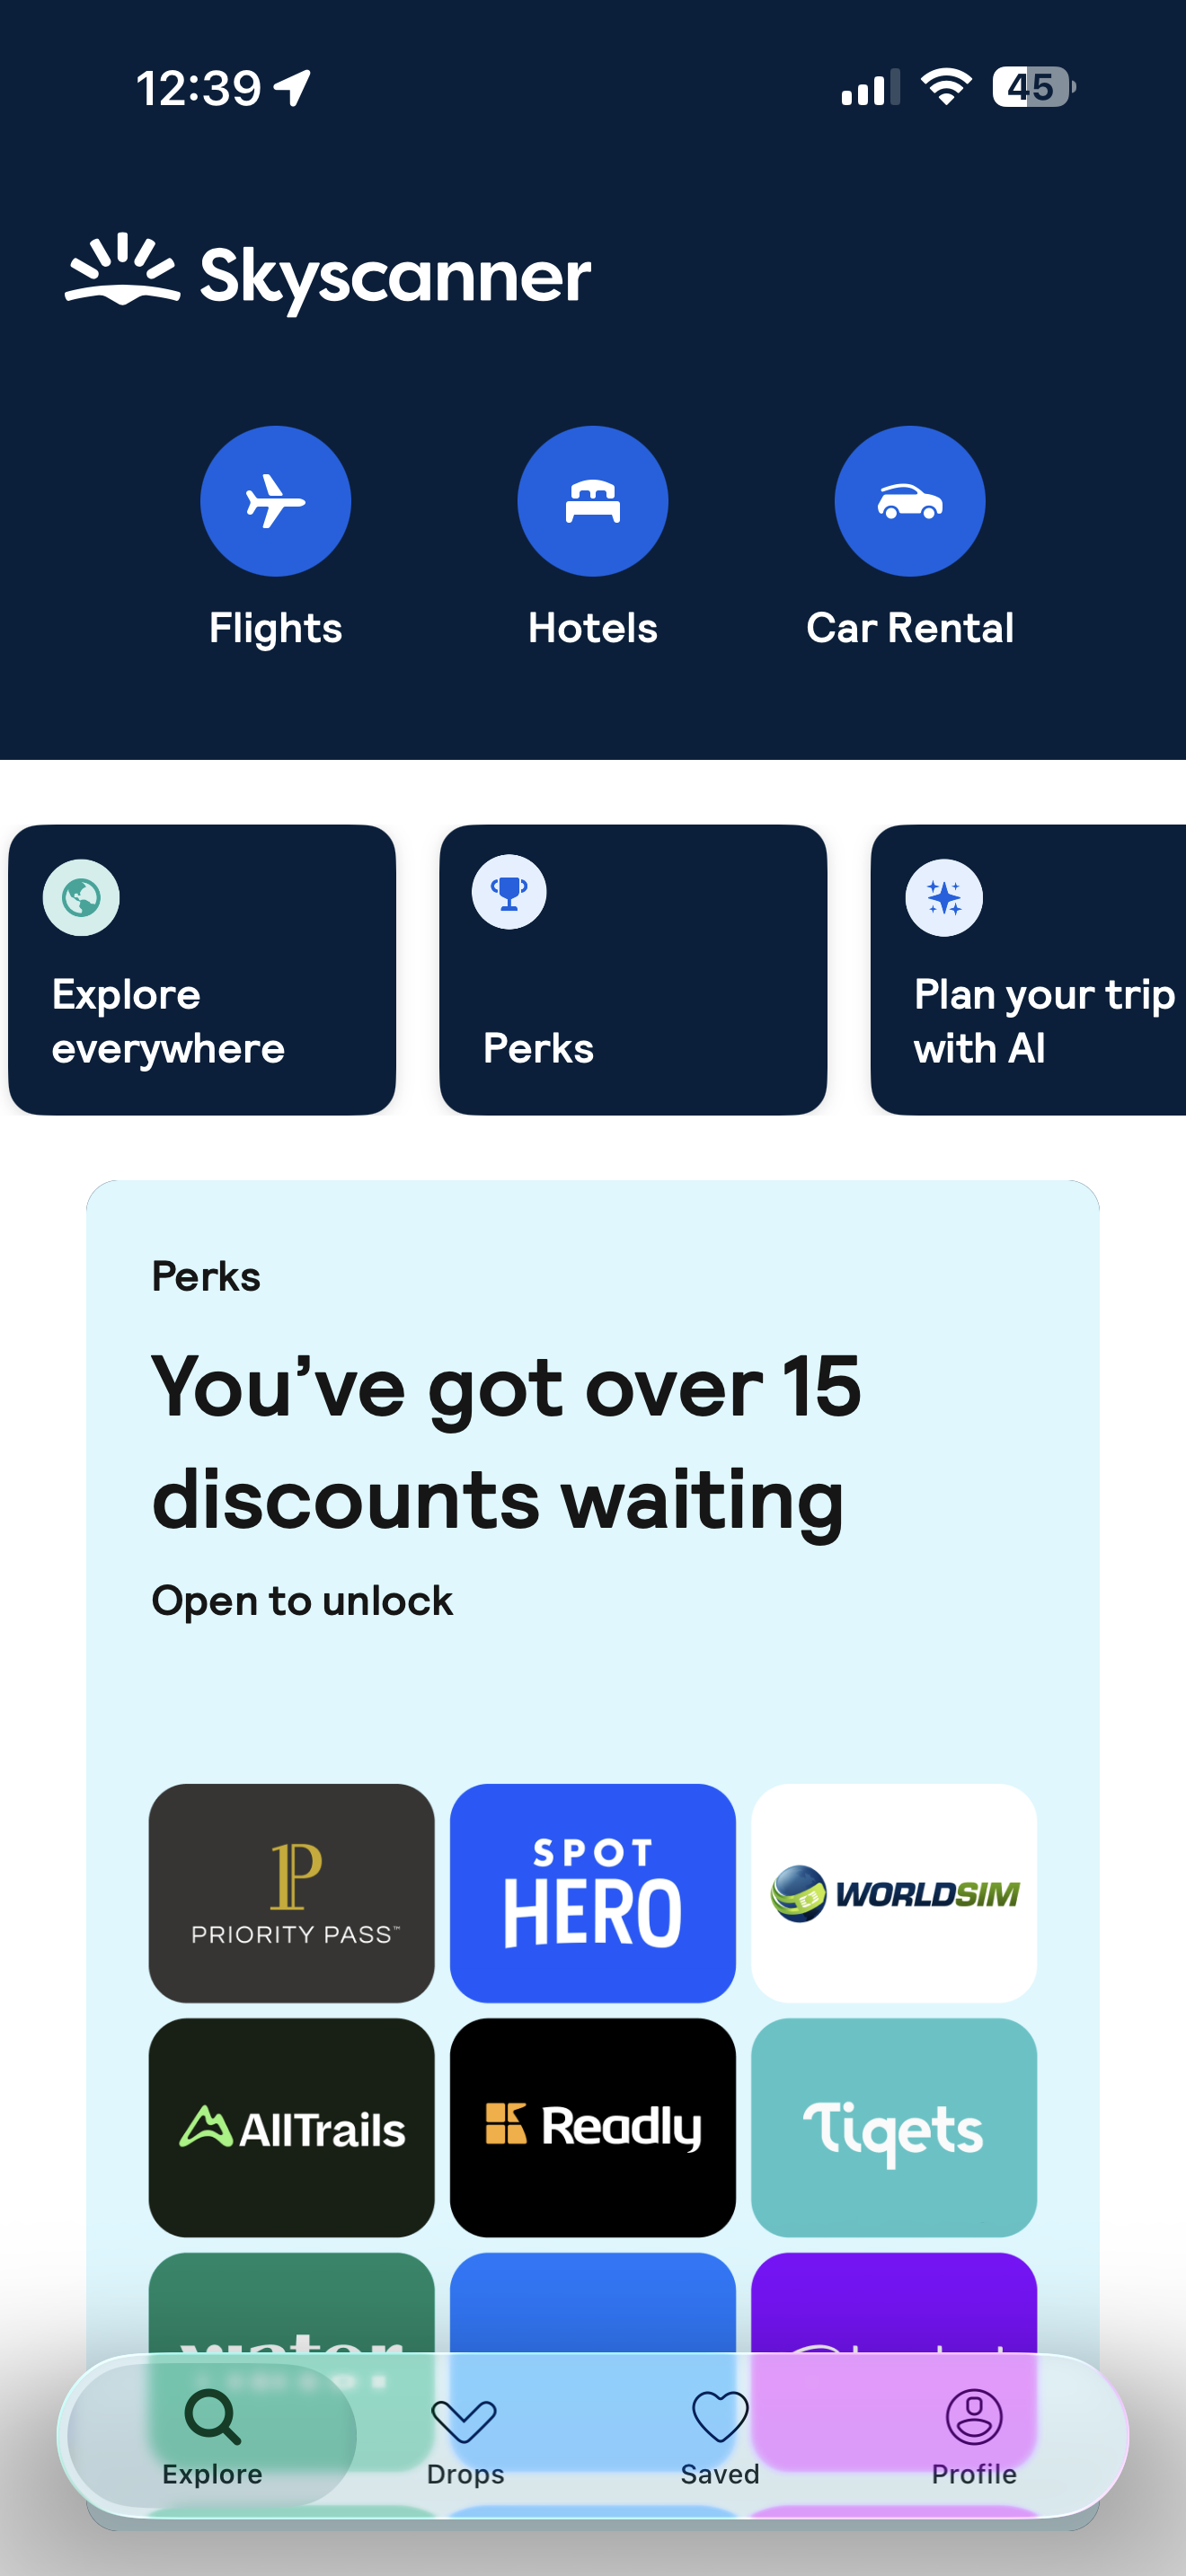 12:39
45
Skyscanner
Flights
Hotels
Car Rental
Explore
everywhere
Perks
Plan your trip
with AI
Perks
You’ve got over 15
discounts waiting
Open to unlock
PRIORITY PASS™
SPOT
HERO
WORLDSIM
AllTrails
Readly
Tiqets
Explore
Drops
Saved
Profile